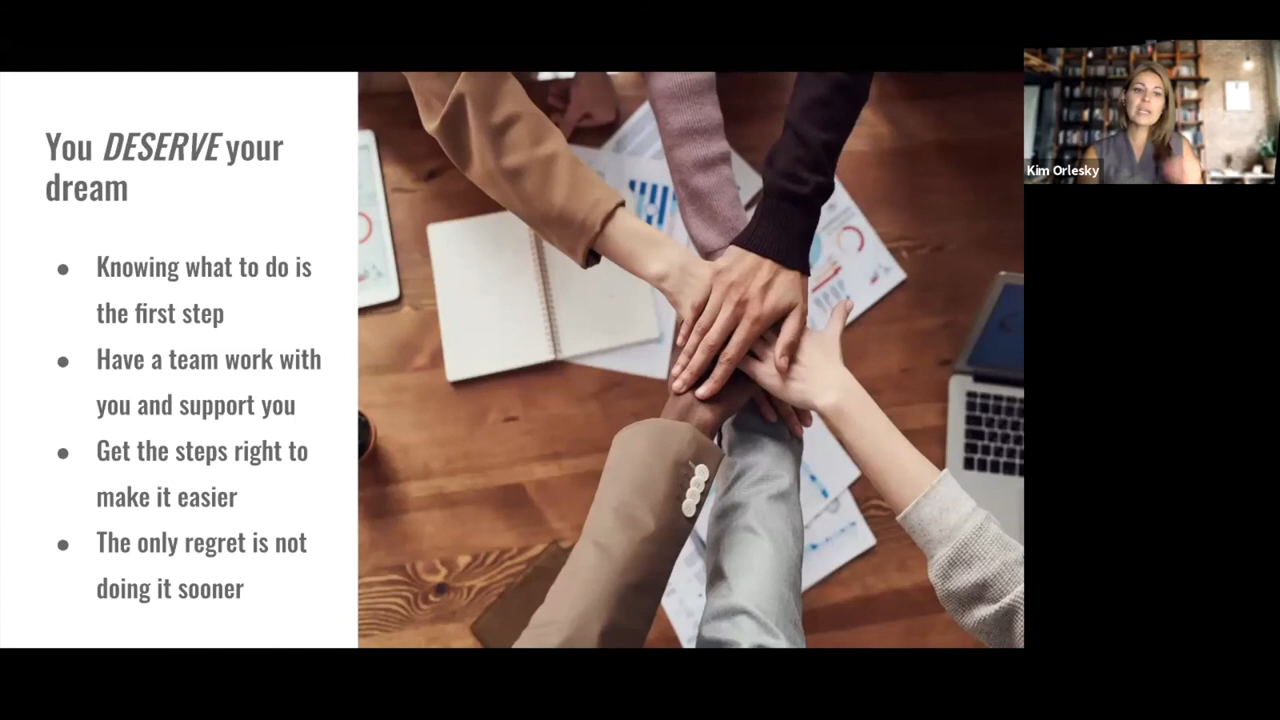 You DESERVE your
dream
● Knowing what to do is
the first step
● Have a team work with
you and support you
● Get the steps right to
make it easier
● The only regret is not
doing it sooner
Kim Orlesky